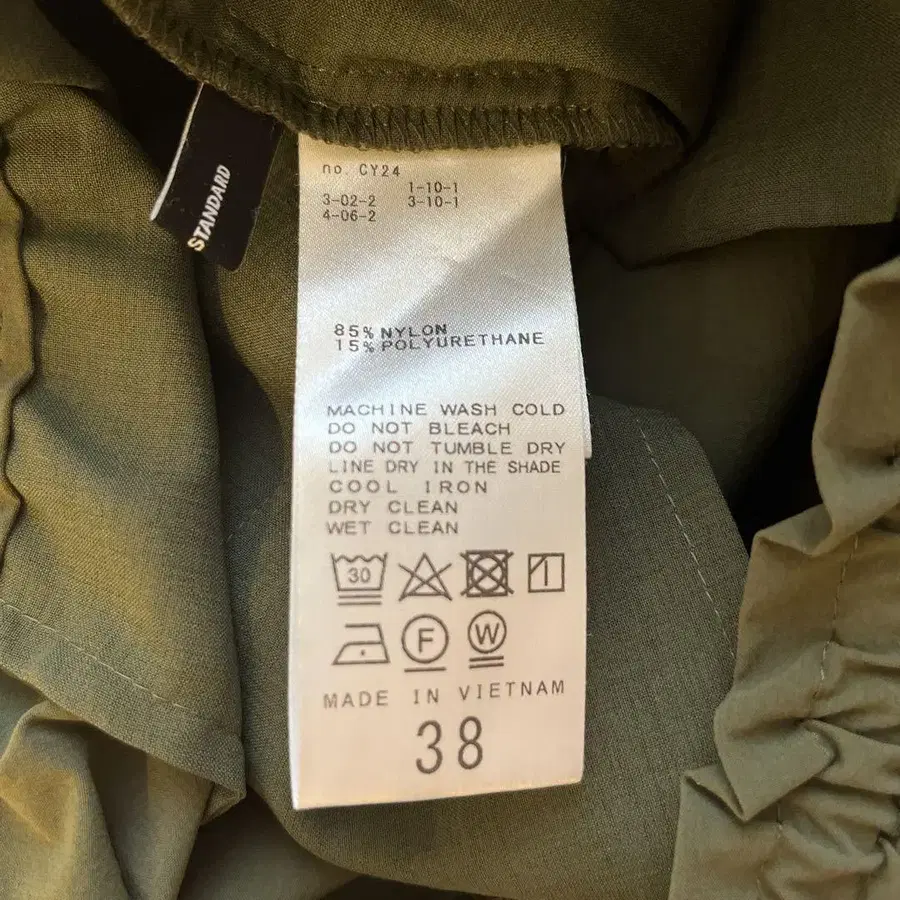 STANDARD
no. CY24
1-10-1
3-02-2 3-10-1
4-06-2
85% NYLON
15% POLYURETHANE
MACHINE WASH COLD
DO NOT BLEACH
DO NOT TUMBLE DRY
LINE DRY IN THE SHADE
COOL IRON
DRY CLEAN
WET CLEAN
30
F W
MADE IN VIETNAM
38